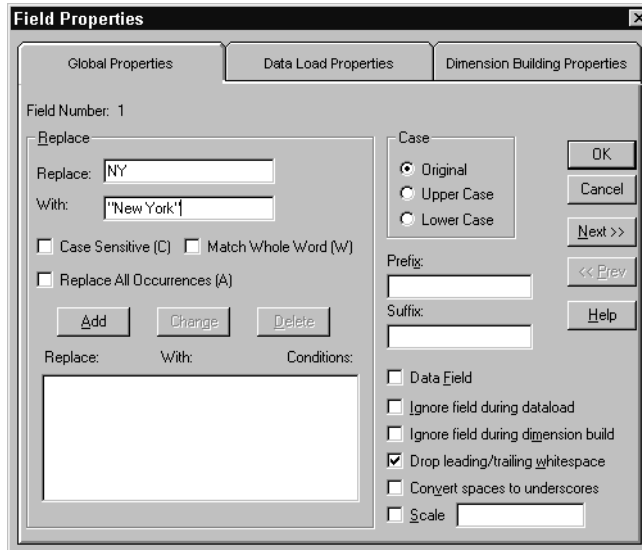 Field Properties
Global Properties
Data Load Properties
Dimension Building Properties
Field Number: 1
Replace
Replace: NY
With: "New York"
Case Sensitive (C)
Match Whole Word (W)
Replace All Occurrences (A)
Add
Change
Delete
Replace: With: Conditions:
Case
Original
Upper Case
Lower Case
Prefix:
Suffix:
Data Field
Ignore field during dataload
Ignore field during dimension build
Drop leading/trailing whitespace
Convert spaces to underscores
Scale
OK
Cancel
Next >>
<< Prev
Help